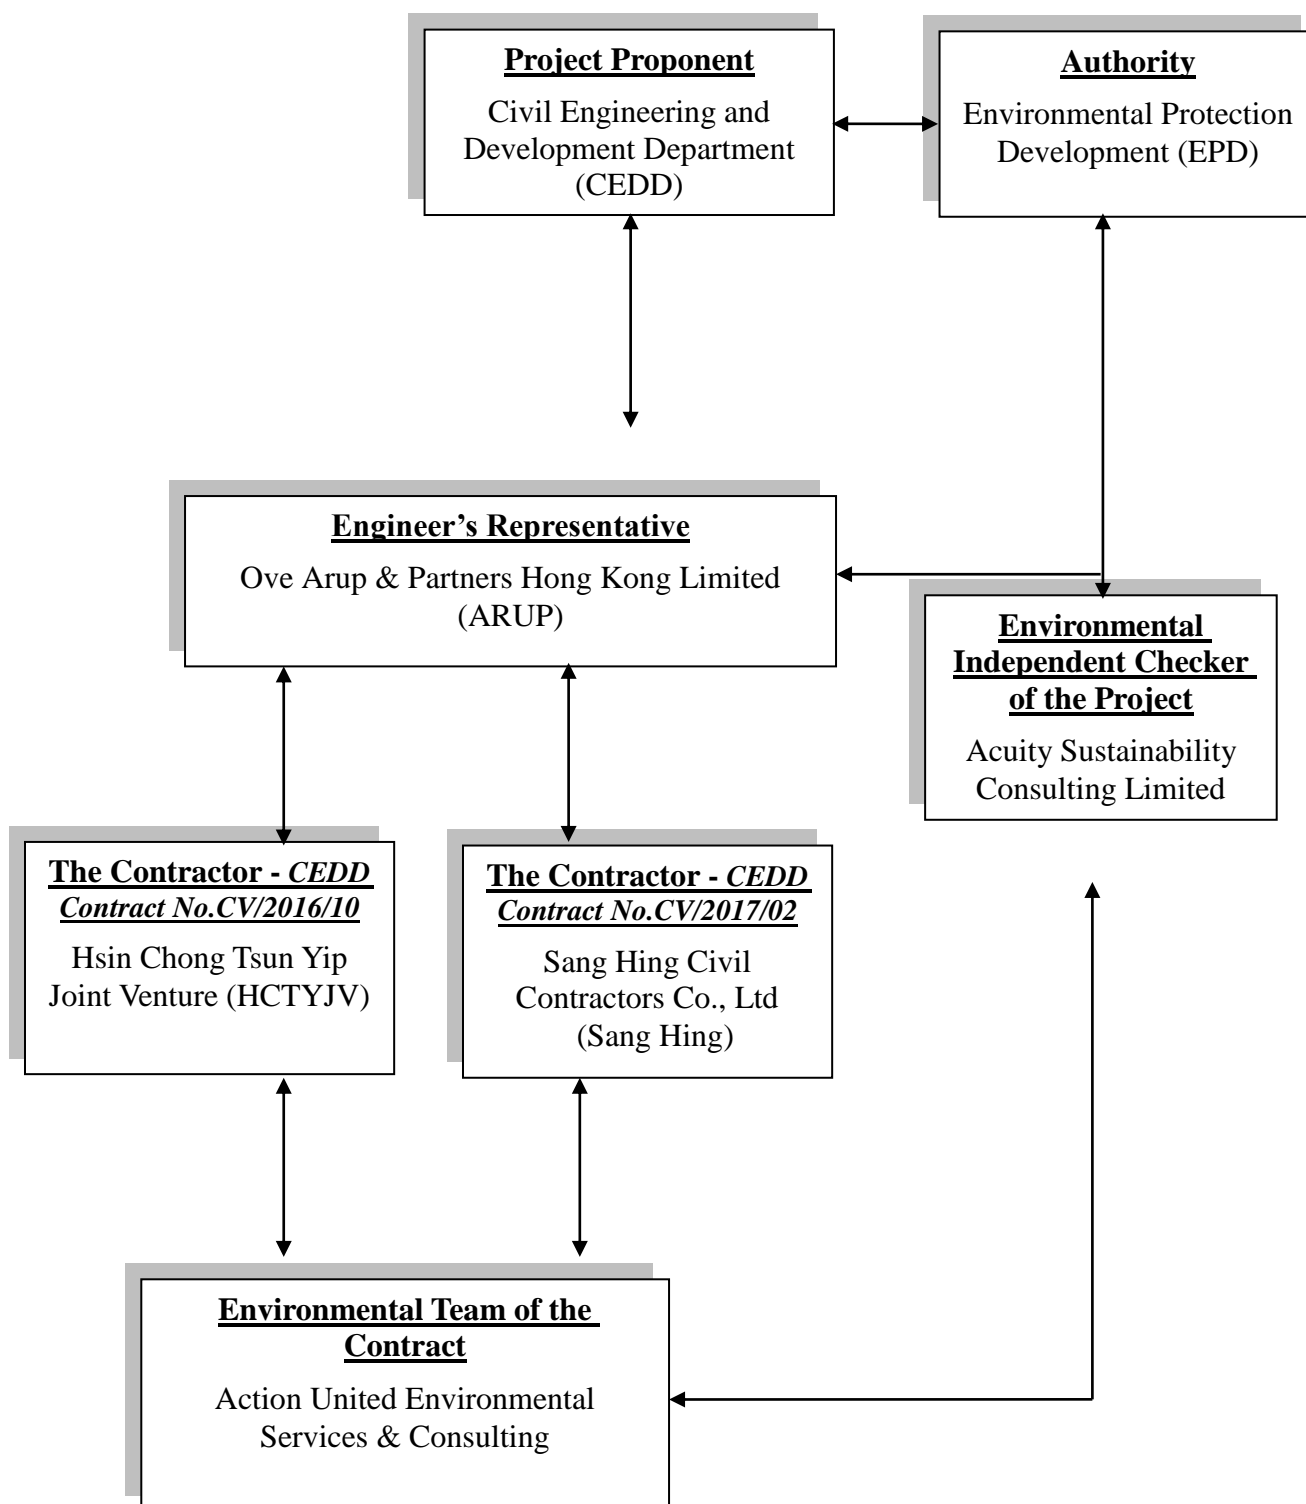 Project Proponent
Civil Engineering and
Development Department
(CEDD)
Authority
Environmental Protection
Development (EPD)
Engineer’s Representative
Ove Arup & Partners Hong Kong Limited
(ARUP)
Environmental
Independent Checker
of the Project
Acuity Sustainability
Consulting Limited
The Contractor - CEDD
Contract No.CV/2016/10
Hsin Chong Tsun Yip
Joint Venture (HCTYJV)
The Contractor - CEDD
Contract No.CV/2017/02
Sang Hing Civil
Contractors Co., Ltd
(Sang Hing)
Environmental Team of the
Contract
Action United Environmental
Services & Consulting